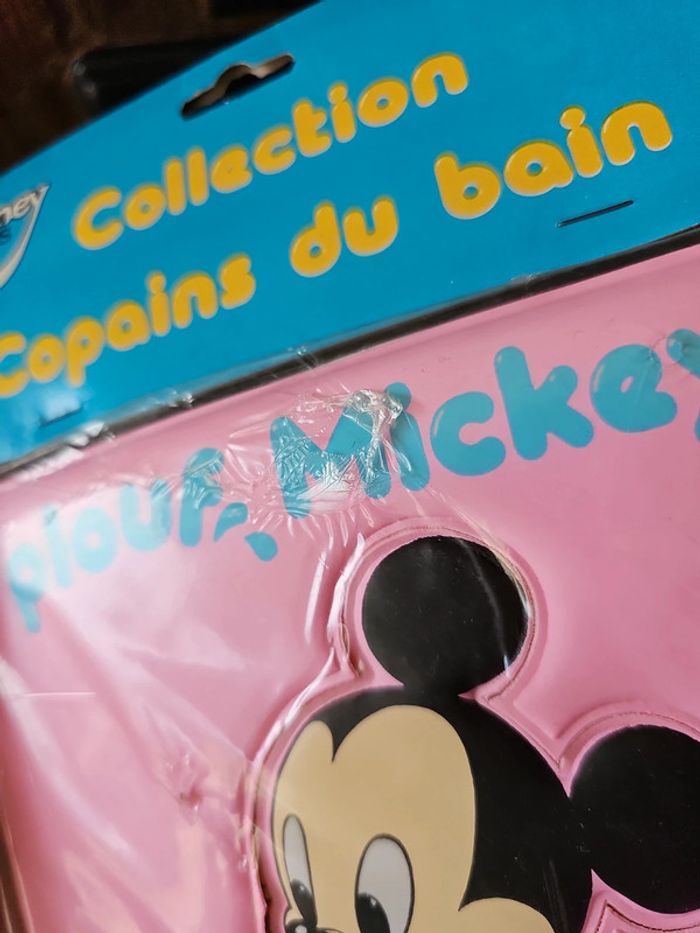 Collection
Copains du bain
plouf, Mickey